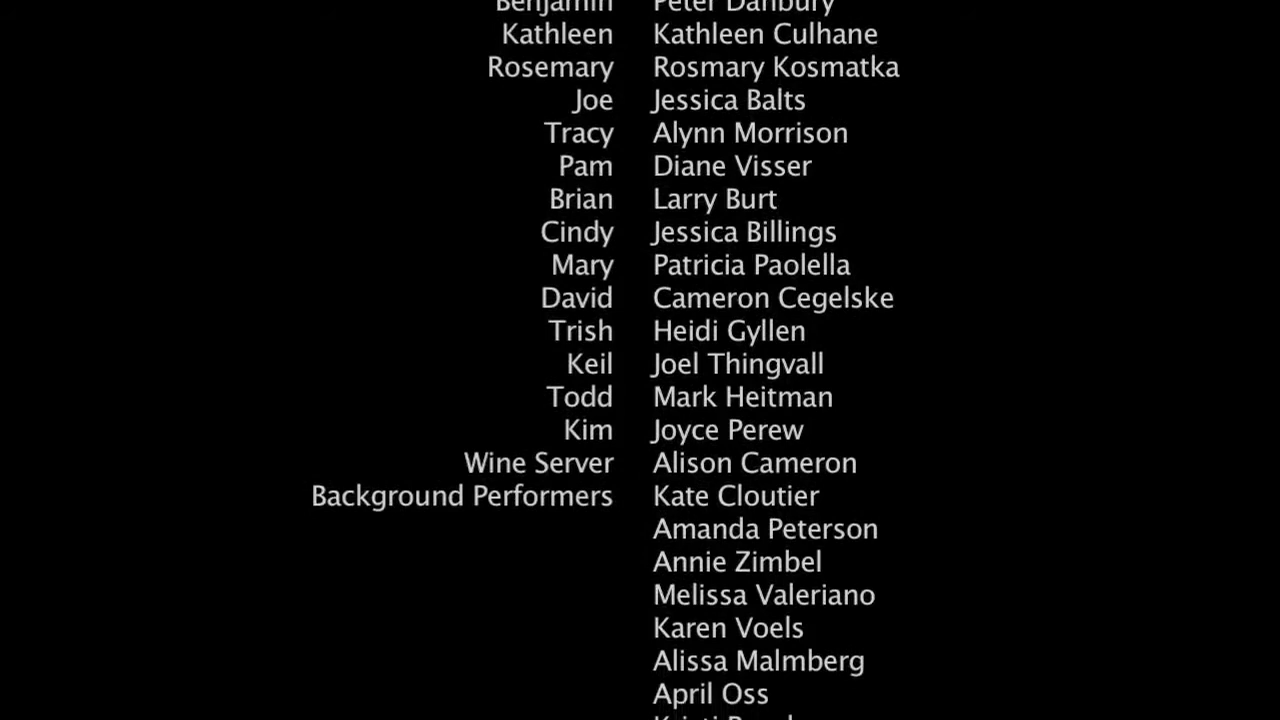 Benjamin Peter Danbury
Kathleen Kathleen Culhane
Rosemary Rosmary Kosmatka
Joe Jessica Balts
Tracy Alynn Morrison
Pam Diane Visser
Brian Larry Burt
Cindy Jessica Billings
Mary Patricia Paolella
David Cameron Cegelske
Trish Heidi Gyllen
Keil Joel Thingvall
Todd Mark Heitman
Kim Joyce Perew
Wine Server Alison Cameron
Background Performers Kate Cloutier
Amanda Peterson
Annie Zimbel
Melissa Valeriano
Karen Voels
Alissa Malmberg
April Oss